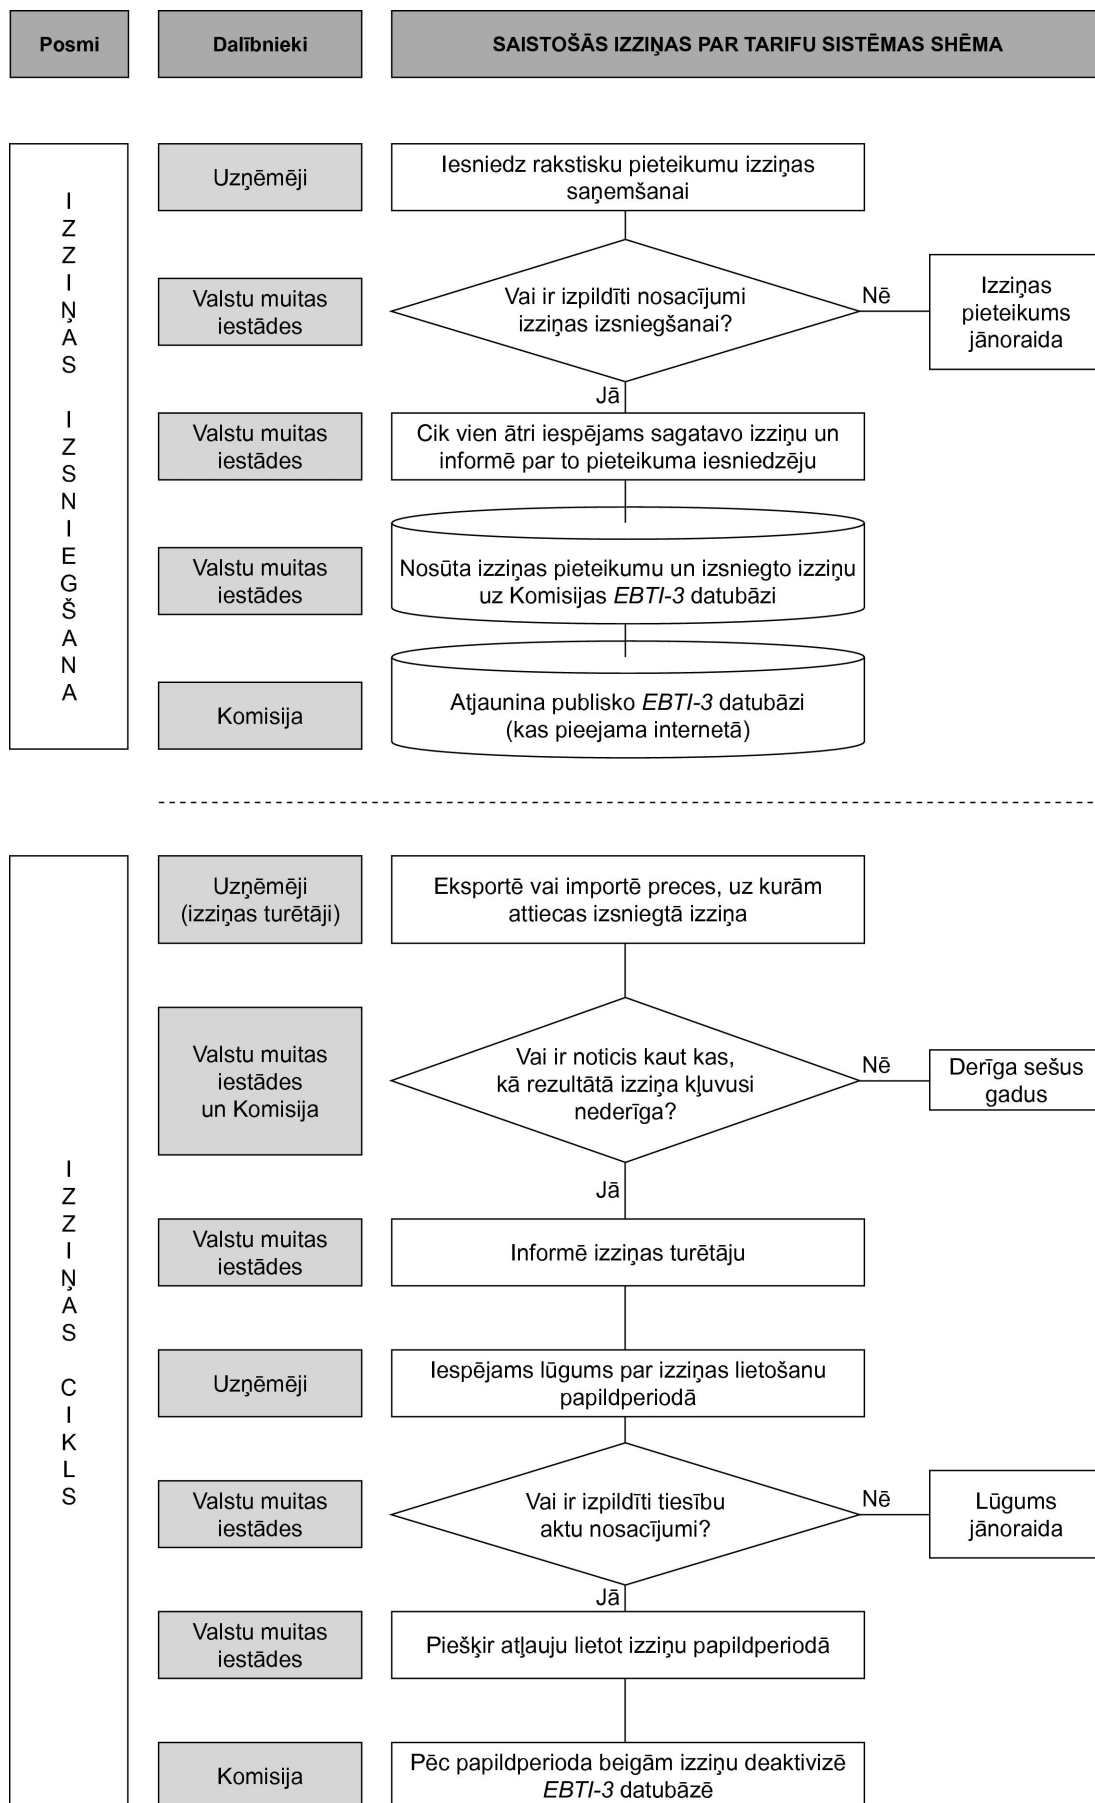 Posmi
Dalībnieki
SAISTOŠĀS IZZIŅAS PAR TARIFU SISTĒMAS SHĒMA
IZZIŅAS IZSNIEGŠANA
Uzņēmēji
Iesniedz rakstisku pieteikumu izziņas
saņemšanai
Valstu muitas
iestādes
Vai ir izpildīti nosacījumi
izziņas izsniegšanai?
Nē
Izziņas
pieteikums
jānoraida
Jā
Valstu muitas
iestādes
Cik vien ātri iespējams sagatavo izziņu un
informē par to pieteikuma iesniedzēju
Valstu muitas
iestādes
Nosūta izziņas pieteikumu un izsniegto izziņu
uz Komisijas EBTI-3 datubāzi
Komisija
Atjaunina publisko EBTI-3 datubāzi
(kas pieejama internetā)
IZZIŅAS CIKLS
Uzņēmēji
(izziņas turētāji)
Eksportē vai importē preces, uz kurām
attiecas izsniegtā izziņa
Valstu muitas
iestādes
un Komisija
Vai ir noticis kaut kas,
kā rezultātā izziņa kļuvusi
nederīga?
Nē
Derīga sešus
gadus
Jā
Valstu muitas
iestādes
Informē izziņas turētāju
Uzņēmēji
Iespējams lūgums par izziņas lietošanu
papildperiodā
Valstu muitas
iestādes
Vai ir izpildīti tiesību
aktu nosacījumi?
Nē
Lūgums
jānoraida
Jā
Valstu muitas
iestādes
Piešķir atļauju lietot izziņu papildperiodā
Komisija
Pēc papildperioda beigām izziņu deaktivizē
EBTI-3 datubāzē